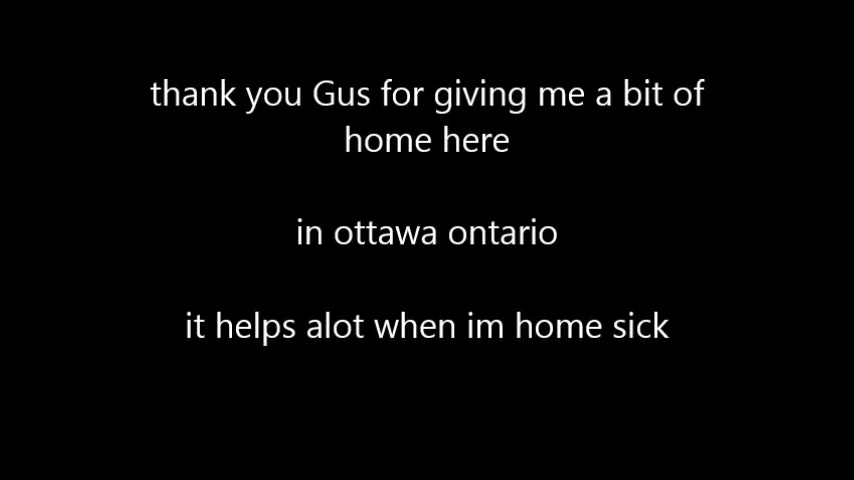 thank you Gus for giving me a bit of
home here
in ottawa ontario
it helps alot when im home sick